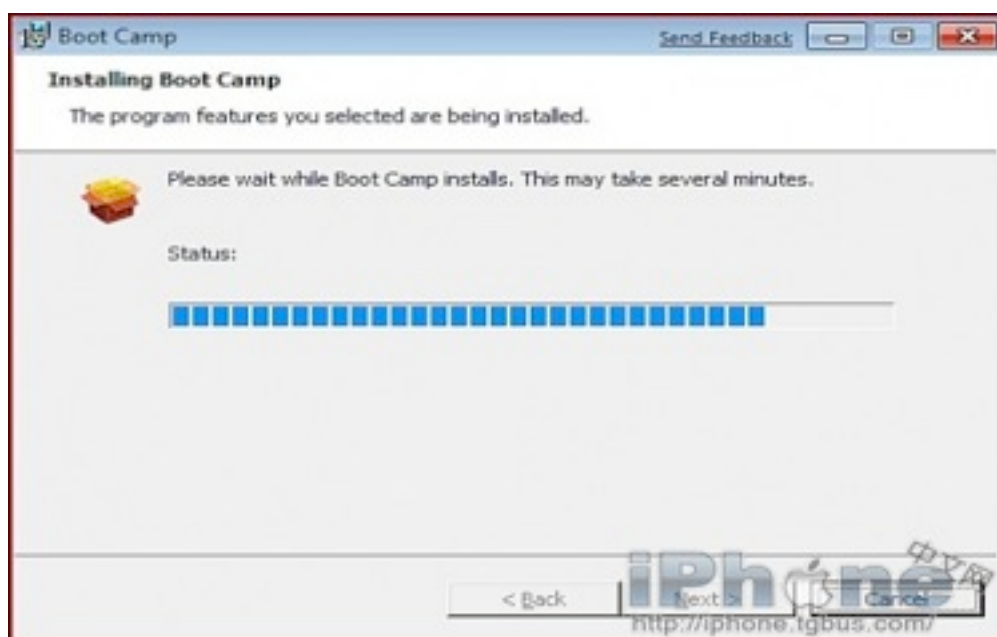 Boot Camp
Send Feedback
Installing Boot Camp
The program features you selected are being installed.
Please wait while Boot Camp installs. This may take several minutes.
Status:
< Back
Next >
Cancel
iPhone 中文网
http://iphone.tgbus.com/